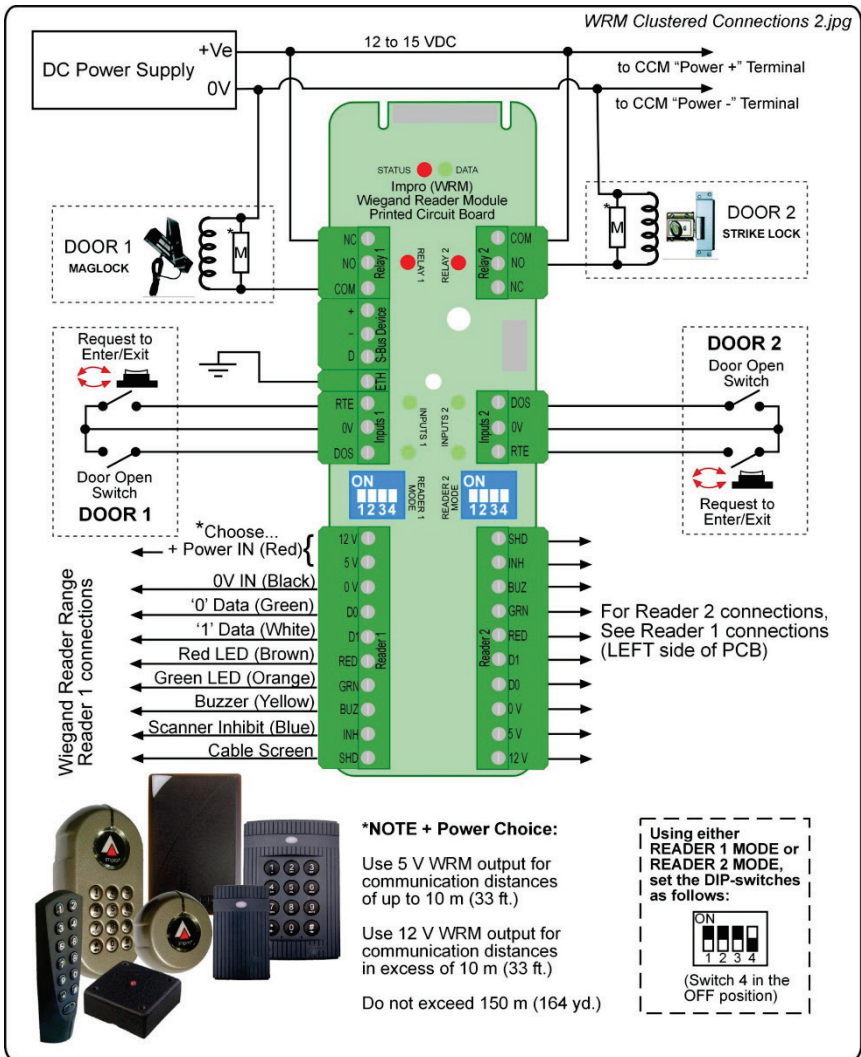 WRM Clustered Connections 2.jpg
DC Power Supply
+Ve
0V
12 to 15 VDC
to CCM “Power +” Terminal
to CCM “Power -” Terminal
STATUS
DATA
Impro (WRM)
Wiegand Reader Module
Printed Circuit Board
DOOR 1
MAGLOCK
*
M
NC
NO
COM
Relay 1
RELAY 1
RELAY 2
Relay 2
COM
NO
NC
*
M
DOOR 2
STRIKE LOCK
+
–
D
S-Bus Device
ETH
Request to
Enter/Exit
Door Open
Switch
DOOR 1
RTE
0V
DOS
Inputs 1
INPUTS 1
INPUTS 2
Inputs 2
DOS
0V
RTE
DOOR 2
Door Open
Switch
Request to
Enter/Exit
ON
1 2 3 4
READER 1
MODE
READER 2
MODE
ON
1 2 3 4
*Choose...
+ Power IN (Red)
0V IN (Black)
‘0’ Data (Green)
‘1’ Data (White)
Red LED (Brown)
Green LED (Orange)
Buzzer (Yellow)
Scanner Inhibit (Blue)
Cable Screen
Wiegand Reader Range
Reader 1 connections
12 V
5 V
0 V
D0
D1
RED
GRN
BUZ
INH
SHD
Reader 1
Reader 2
SHD
INH
BUZ
GRN
RED
D1
D0
0 V
5 V
12 V
For Reader 2 connections,
See Reader 1 connections
(LEFT side of PCB)
*NOTE + Power Choice:
Use 5 V WRM output for
communication distances
of up to 10 m (33 ft.)
Use 12 V WRM output for
communication distances
in excess of 10 m (33 ft.)
Do not exceed 150 m (164 yd.)
Using either
READER 1 MODE or
READER 2 MODE,
set the DIP-switches
as follows:
ON
1 2 3 4
(Switch 4 in the
OFF position)